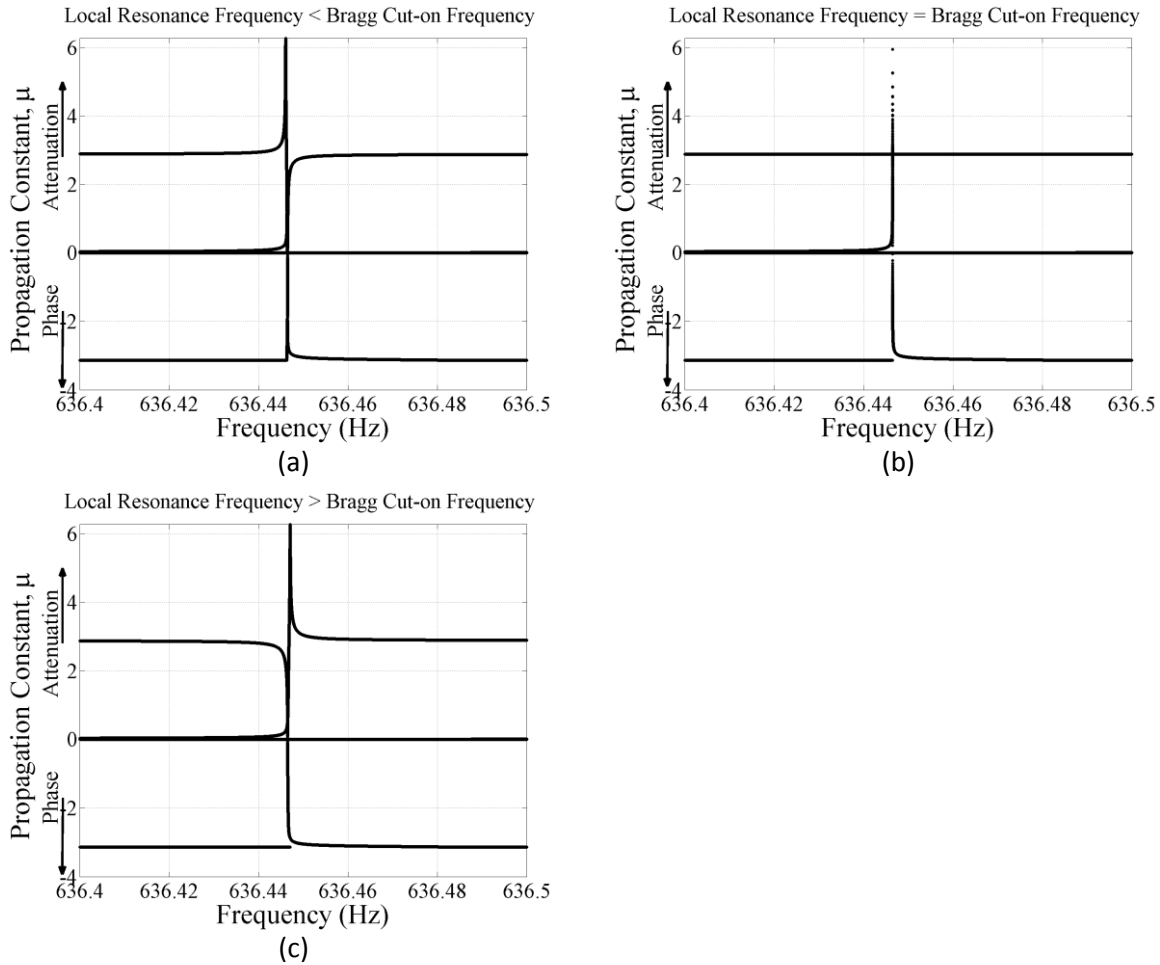 Local Resonance Frequency < Bragg Cut-on Frequency
Propagation Constant, μ
Phase
Attenuation
6
4
2
0
-2
-4
636.4
636.42
636.44
636.46
636.48
636.5
Frequency (Hz)
(a)
Local Resonance Frequency = Bragg Cut-on Frequency
Propagation Constant, μ
Phase
Attenuation
6
4
2
0
-2
-4
636.4
636.42
636.44
636.46
636.48
636.5
Frequency (Hz)
(b)
Local Resonance Frequency > Bragg Cut-on Frequency
Propagation Constant, μ
Phase
Attenuation
6
4
2
0
-2
-4
636.4
636.42
636.44
636.46
636.48
636.5
Frequency (Hz)
(c)